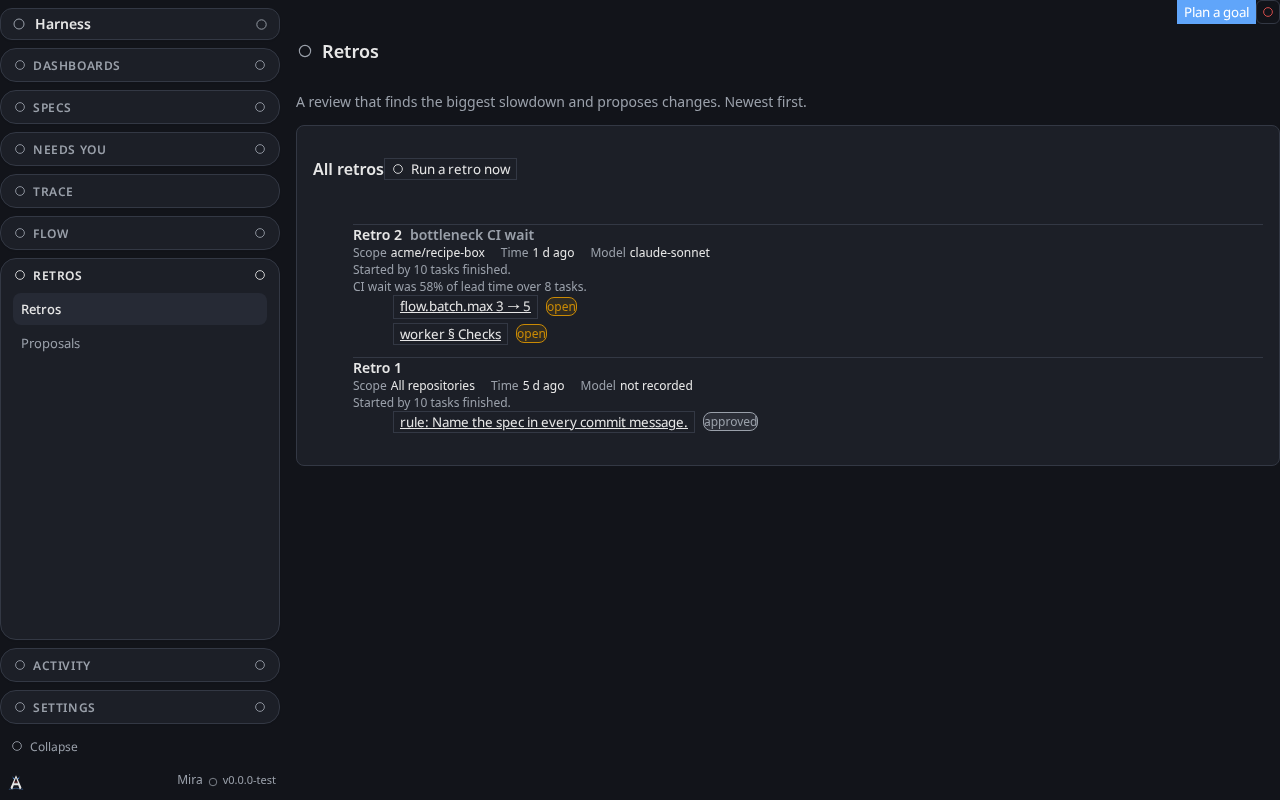 Harness
DASHBOARDS
SPECS
NEEDS YOU
TRACE
FLOW
RETROS
Retros
Proposals
ACTIVITY
SETTINGS
Collapse
Mira v0.0.0-test
Plan a goal
Retros
A review that finds the biggest slowdown and proposes changes. Newest first.
All retros Run a retro now
Retro 2 bottleneck CI wait
Scope acme/recipe-box Time 1 d ago Model claude-sonnet
Started by 10 tasks finished.
CI wait was 58% of lead time over 8 tasks.
flow.batch.max 3 → 5 open
worker § Checks open
Retro 1
Scope All repositories Time 5 d ago Model not recorded
Started by 10 tasks finished.
rule: Name the spec in every commit message. approved